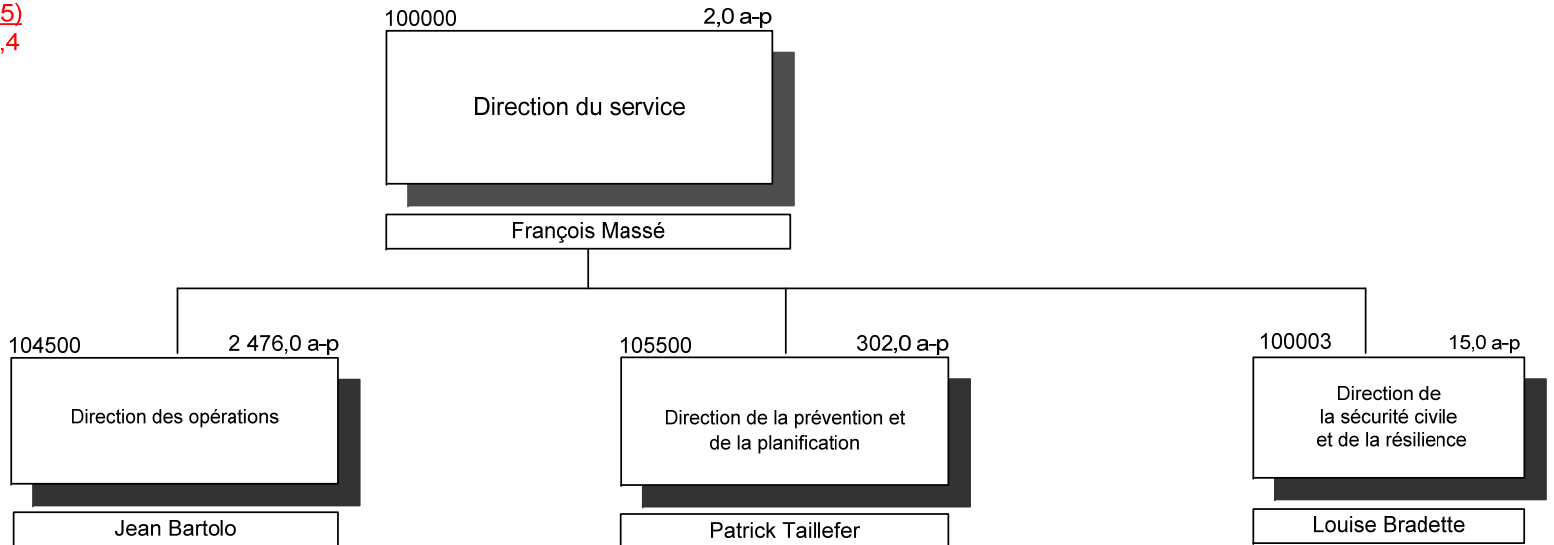 5)
,4
100000 2,0 a-p
Direction du service
François Massé
104500 2 476,0 a-p
Direction des opérations
Jean Bartolo
105500 302,0 a-p
Direction de la prévention et
de la planification
Patrick Taillefer
100003 15,0 a-p
Direction de
la sécurité civile
et de la résilience
Louise Bradette